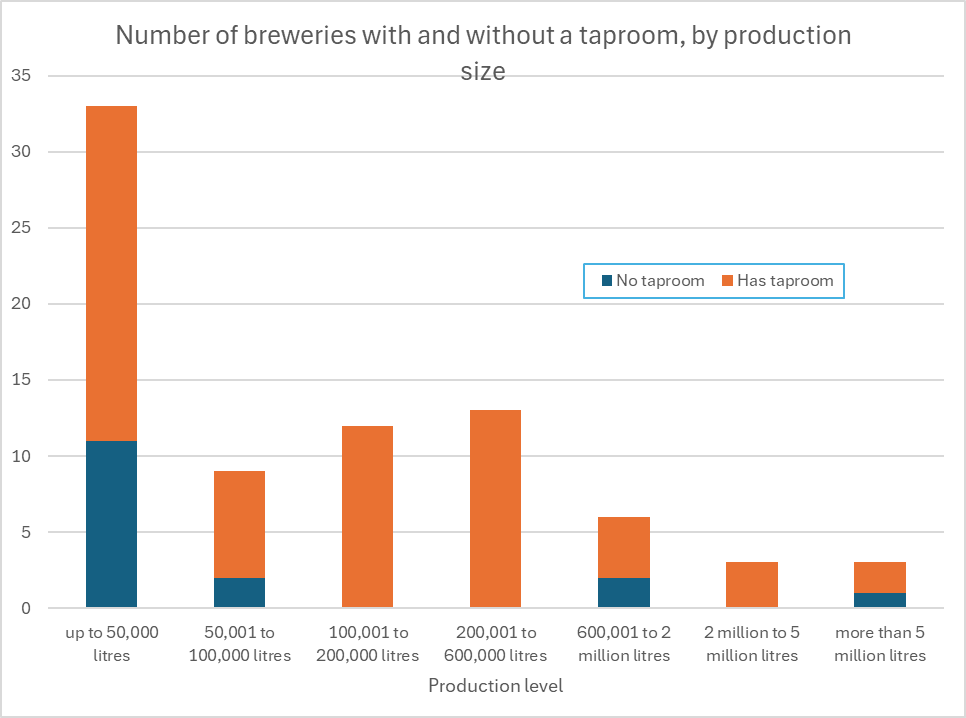 Number of breweries with and without a taproom, by production
size
35
30
25
20
15
10
5
0
No taproom Has taproom
up to 50,000 litres
50,001 to 100,000 litres
100,001 to 200,000 litres
200,001 to 600,000 litres
600,001 to 2 million litres
2 million to 5 million litres
more than 5 million litres
Production level